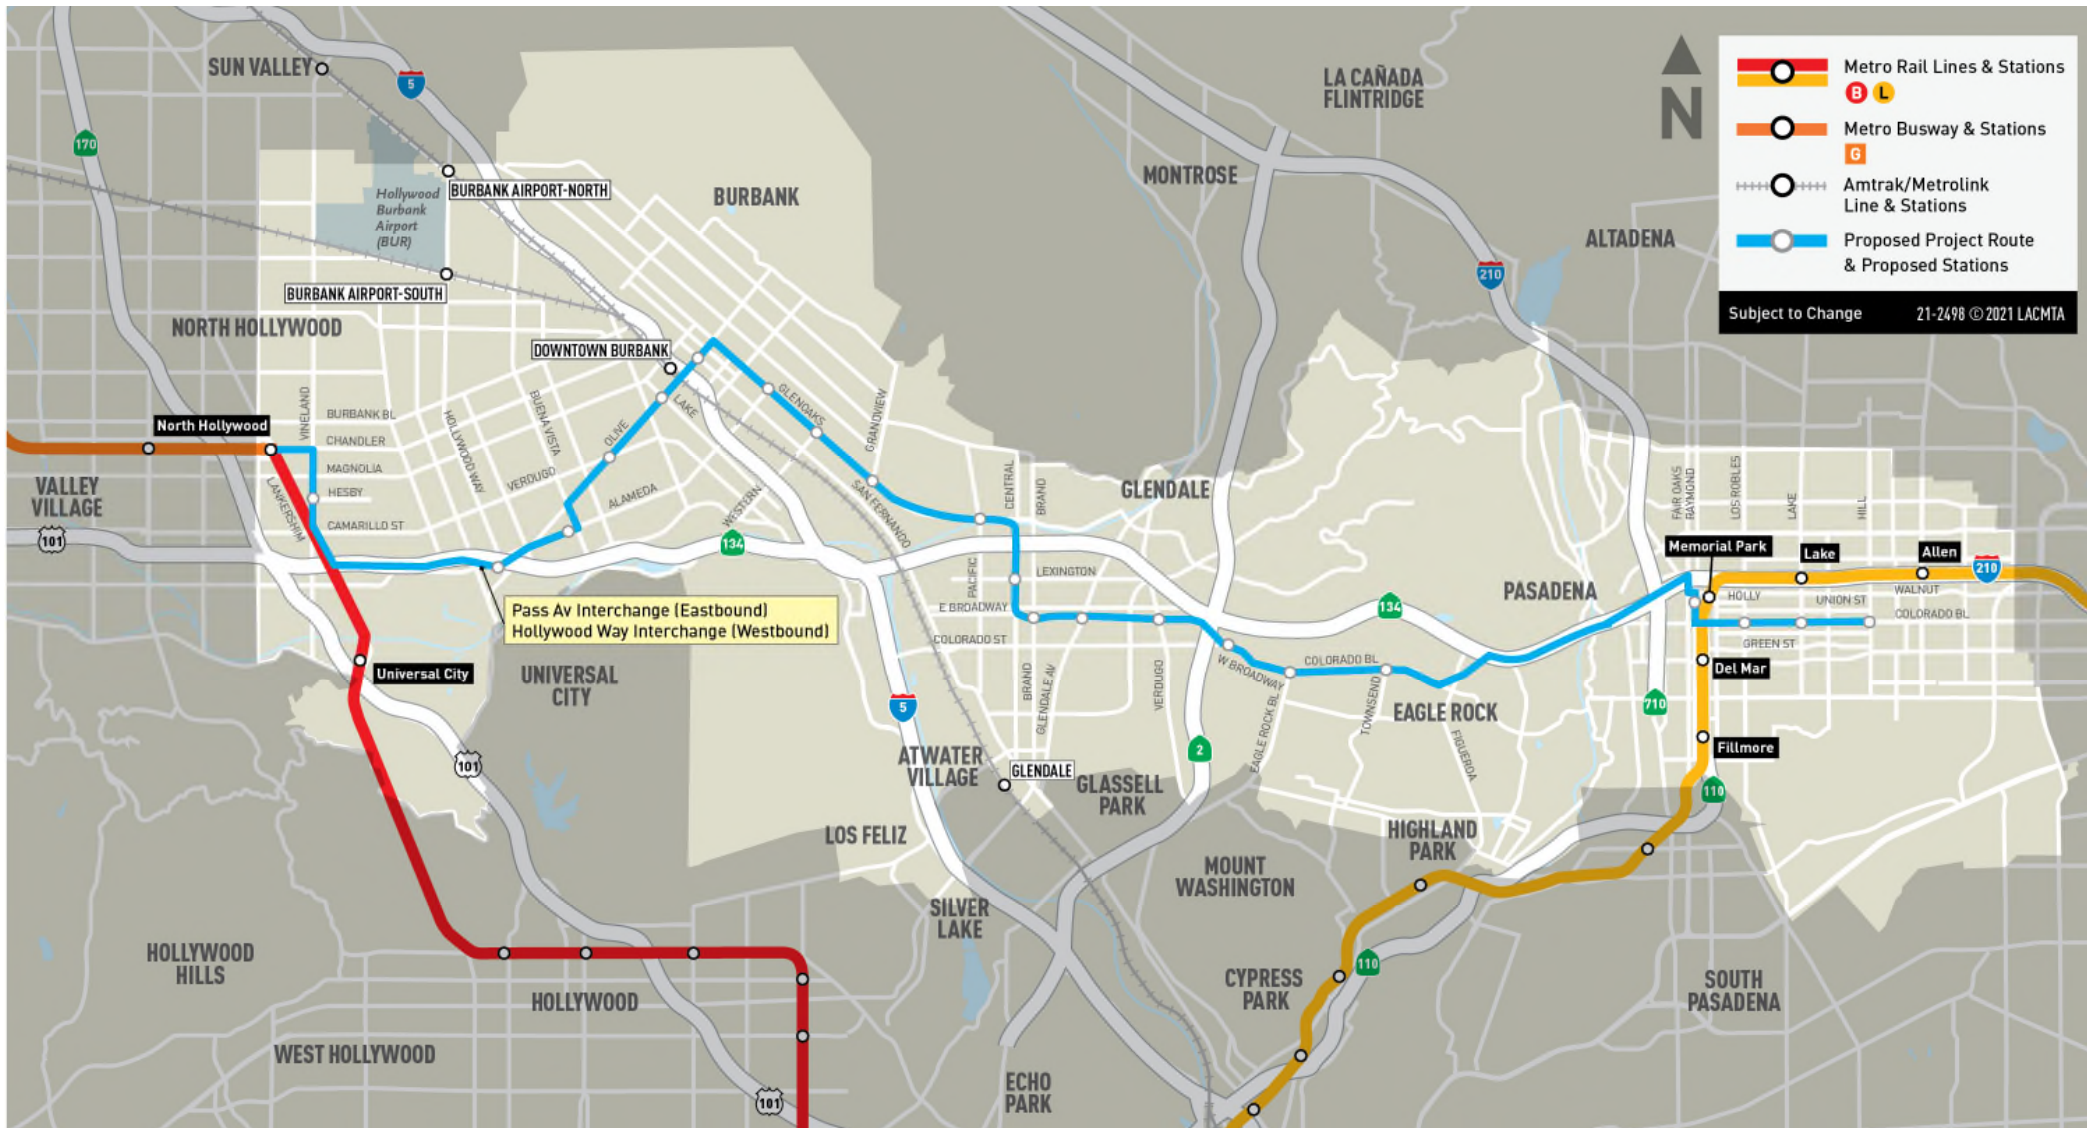 SUN VALLEY
5
170
Hollywood
Burbank
Airport
(BUR)
BURBANK AIRPORT-NORTH
BURBANK
BURBANK AIRPORT-SOUTH
NORTH HOLLYWOOD
DOWNTOWN BURBANK
LA CAÑADA
FLINTRIDGE
MONTROSE
ALTADENA
210
N
Metro Rail Lines & Stations
B L
Metro Busway & Stations
G
Amtrak/Metrolink
Line & Stations
Proposed Project Route
& Proposed Stations
Subject to Change
21-2498 © 2021 LACMTA
North Hollywood
VINELAND
BURBANK BL
CHANDLER
MAGNOLIA
HESBY
CAMARILLO ST
LANKERSHIM
HOLLYWOOD WAY
BUENA VISTA
VERDUGO
OLIVE
ALAMEDA
LAKE
GLENOAKS
GRANDVIEW
WESTERN
SAN FERNANDO
VALLEY
VILLAGE
101
134
Pass Av Interchange (Eastbound)
Hollywood Way Interchange (Westbound)
Universal City
UNIVERSAL
CITY
101
CENTRAL
BRAND
GLENDALE
PACIFIC
LEXINGTON
E BROADWAY
COLORADO ST
BRAND
GLENDALE AV
VERDUGO
W BROADWAY
EAGLE ROCK BL
COLORADO BL
TOWNSEND
FIGUEROA
EAGLE ROCK
134
PASADENA
FAIR OAKS
RAYMOND
LOS ROBLES
LAKE
HILL
Memorial Park
Lake
Allen
210
HOLLY
WALNUT
UNION ST
COLORADO BL
GREEN ST
Del Mar
710
Fillmore
110
5
2
ATWATER
VILLAGE
GLENDALE
GLASSELL
PARK
LOS FELIZ
HIGHLAND
PARK
MOUNT
WASHINGTON
SILVER
LAKE
HOLLYWOOD
HILLS
HOLLYWOOD
WEST HOLLYWOOD
101
CYPRESS
PARK
110
SOUTH
PASADENA
ECHO
PARK